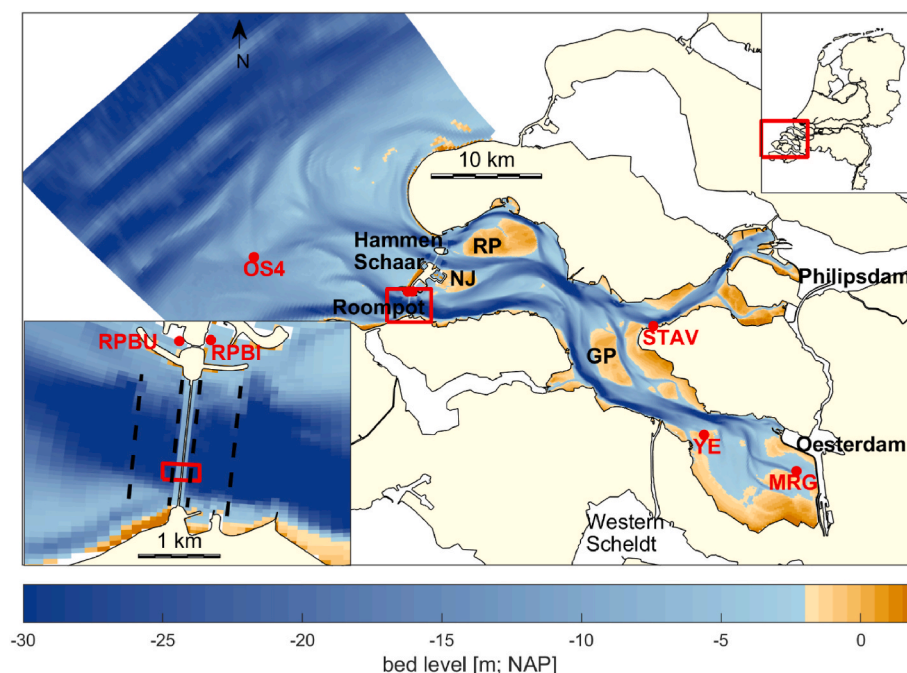 N
10 km
Hammen
Schaar
RP
NJ
OS4
Roompot
Philipsdam
STAV
GP
RPBU
RPBI
YE
Oesterdam
MRG
Western
Scheldt
1 km
-30
-25
-20
-15
-10
-5
0
bed level [m; NAP]